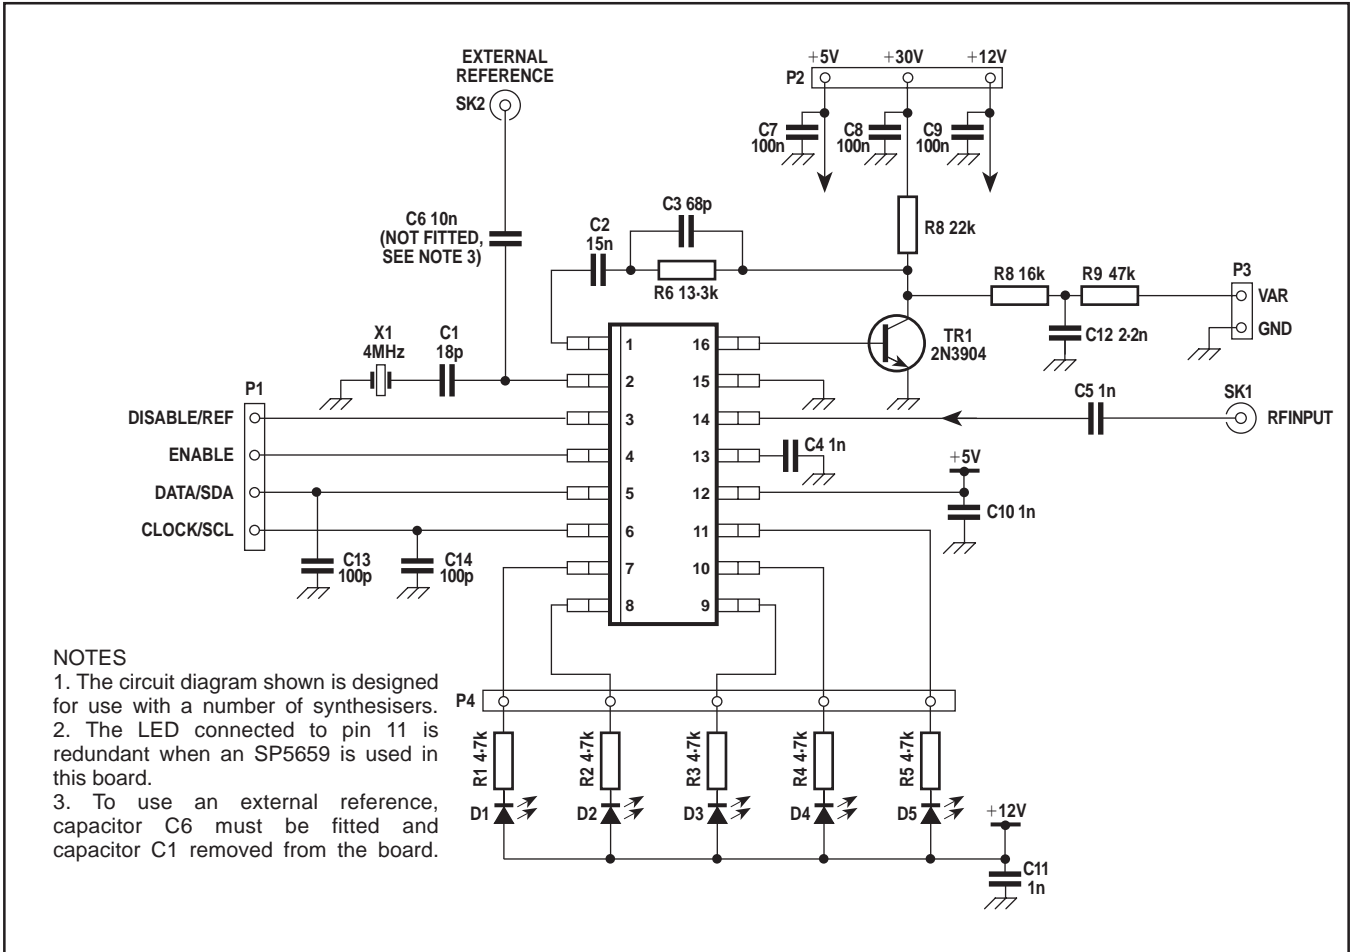 EXTERNAL
REFERENCE
SK2
+5V
+30V
+12V
P2
C7
100n
C8
100n
C9
100n
C6 10n
(NOT FITTED,
SEE NOTE 3)
C3 68p
C2
15n
R6 13·3k
R8 22k
R8 16k
R9 47k
P3
VAR
GND
C12 2·2n
TR1
2N3904
X1
4MHz
C1
18p
P1
DISABLE/REF
ENABLE
DATA/SDA
CLOCK/SCL
C13
100p
C14
100p
1
2
3
4
5
6
7
8
16
15
14
13
12
11
10
9
C5 1n
SK1
RFINPUT
C4 1n
+5V
C10 1n
NOTES
1. The circuit diagram shown is designed
for use with a number of synthesisers.
2. The LED connected to pin 11 is
redundant when an SP5659 is used in
this board.
3. To use an external reference,
capacitor C6 must be fitted and
capacitor C1 removed from the board.
P4
R1 4·7k
R2 4·7k
R3 4·7k
R4 4·7k
R5 4·7k
D1
D2
D3
D4
D5
+12V
C11
1n